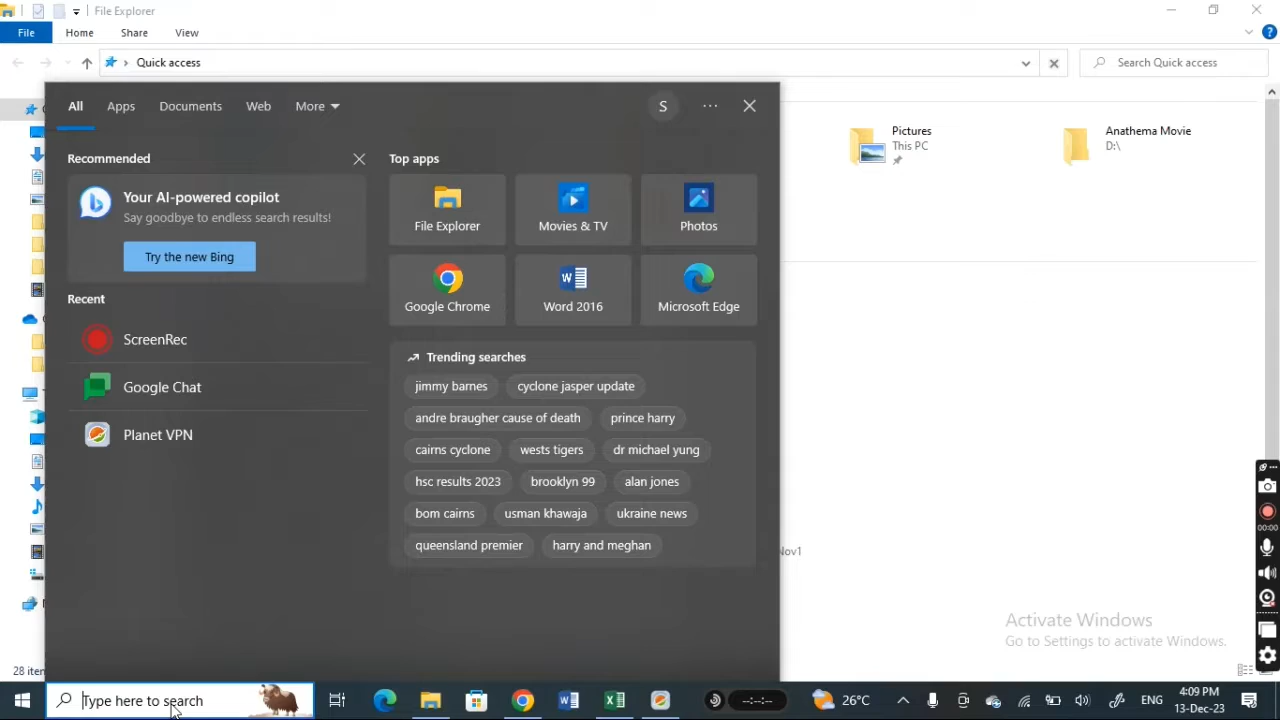 File Explorer
File Home Share View
Quick access
Search Quick access
All Apps Documents Web More
S
Recommended
Your AI-powered copilot
Say goodbye to endless search results!
Try the new Bing
Recent
ScreenRec
Google Chat
Planet VPN
Top apps
File Explorer
Movies & TV
Photos
Google Chrome
Word 2016
Microsoft Edge
Trending searches
jimmy barnes cyclone jasper update
andre braugher cause of death prince harry
cairns cyclone wests tigers dr michael yung
hsc results 2023 brooklyn 99 alan jones
bom cairns usman khawaja ukraine news
queensland premier harry and meghan
Pictures
This PC
Anathema Movie
D:\
Nov1
00:00
Activate Windows
Go to Settings to activate Windows.
28
Type here to search
--:--:--
26°C
ENG
4:09 PM
13-Dec-23